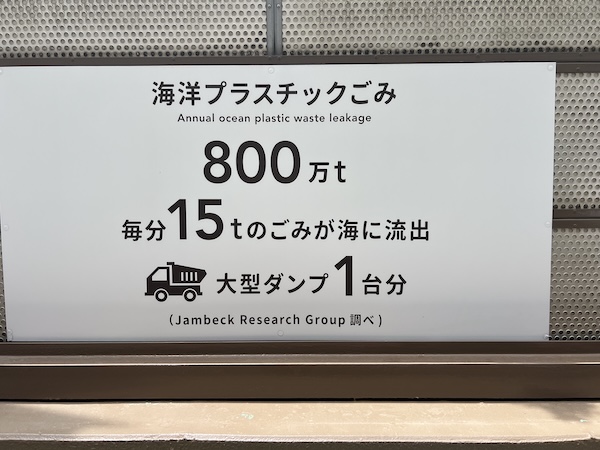 海洋プラスチックごみ
Annual ocean plastic waste leakage
800万t
毎分15tのごみが海に流出
大型ダンプ1台分
(Jambeck Research Group 調べ)